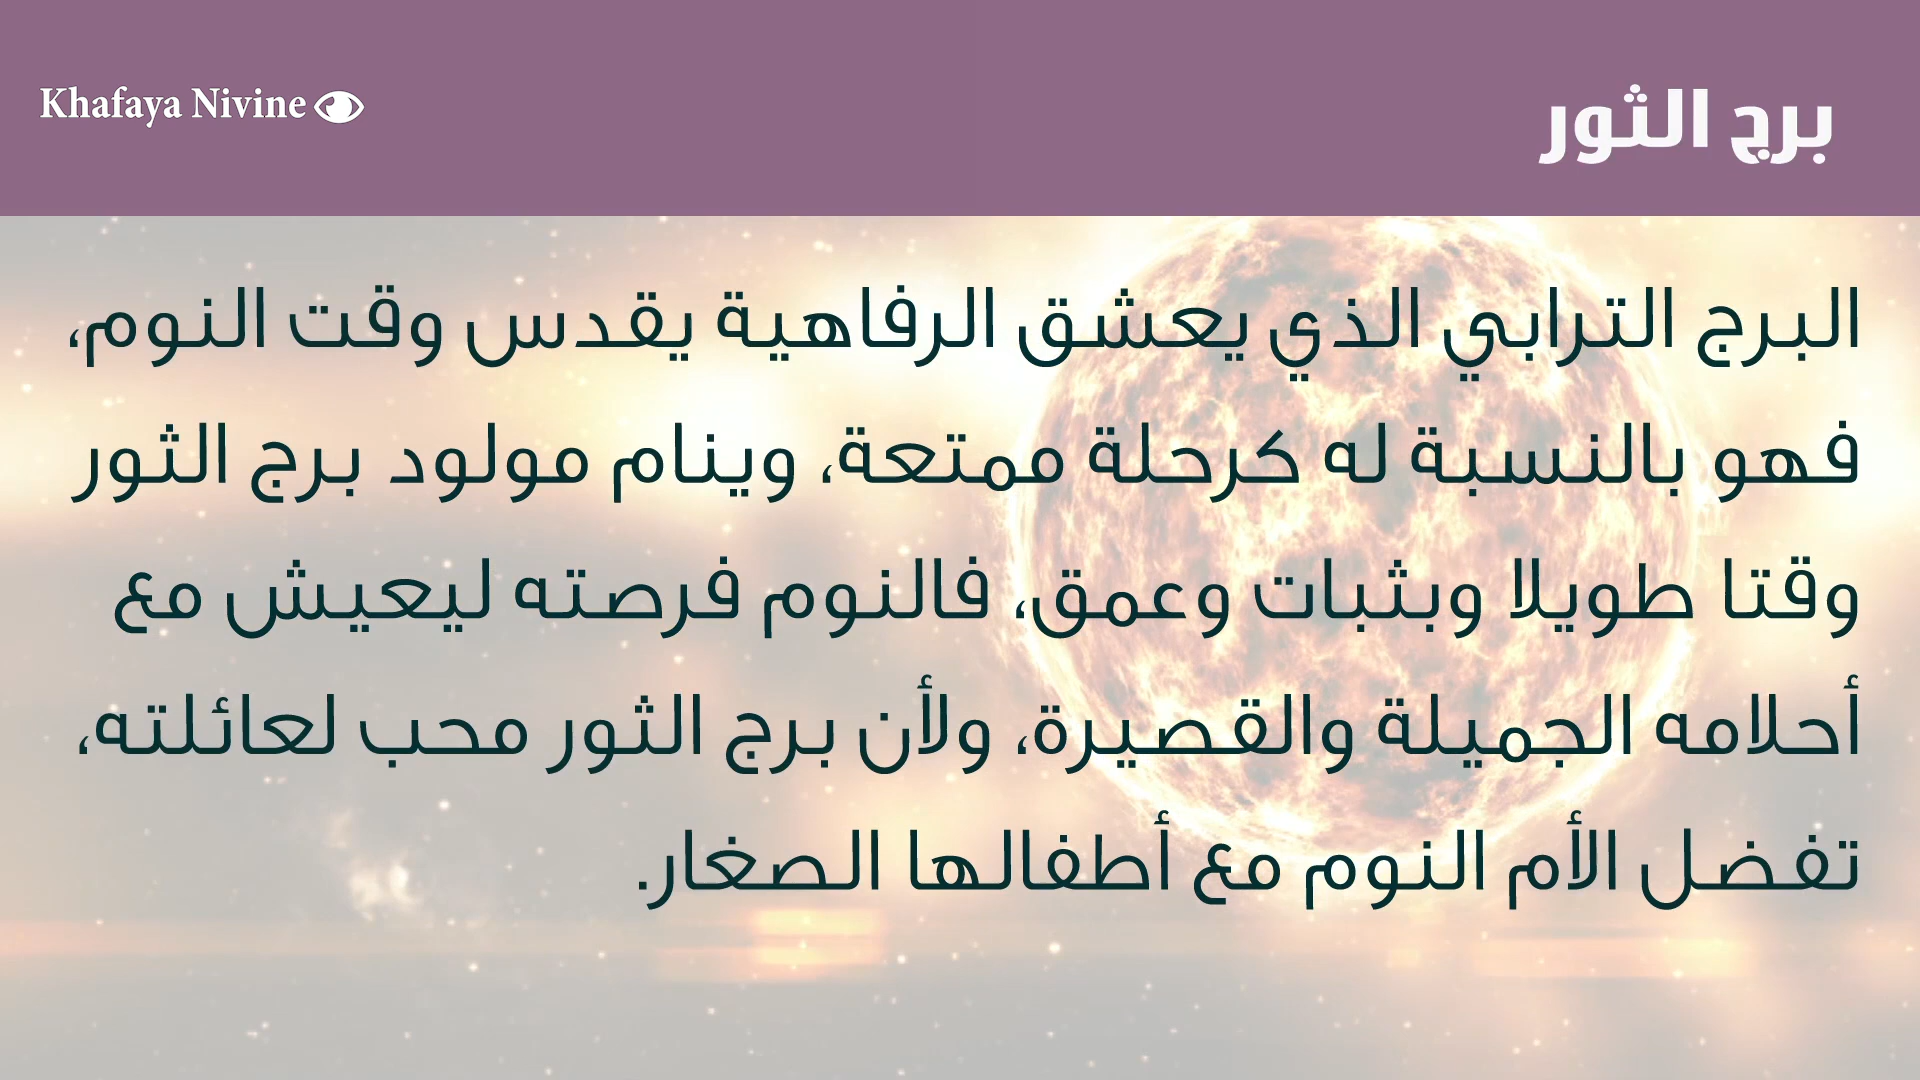 Khafaya Nivine
برج الثور
البرج الترابي الذي يعشق الرفاهية يقدس وقت النوم،
فهو بالنسبة له كرحلة ممتعة، وينام مولود برج الثور
وقتا طويلا وبثبات وعمق، فالنوم فرصته ليعيش مع
أحلامه الجميلة والقصيرة، ولأن برج الثور محب لعائلته،
تفضل الأم النوم مع أطفالها الصغار.